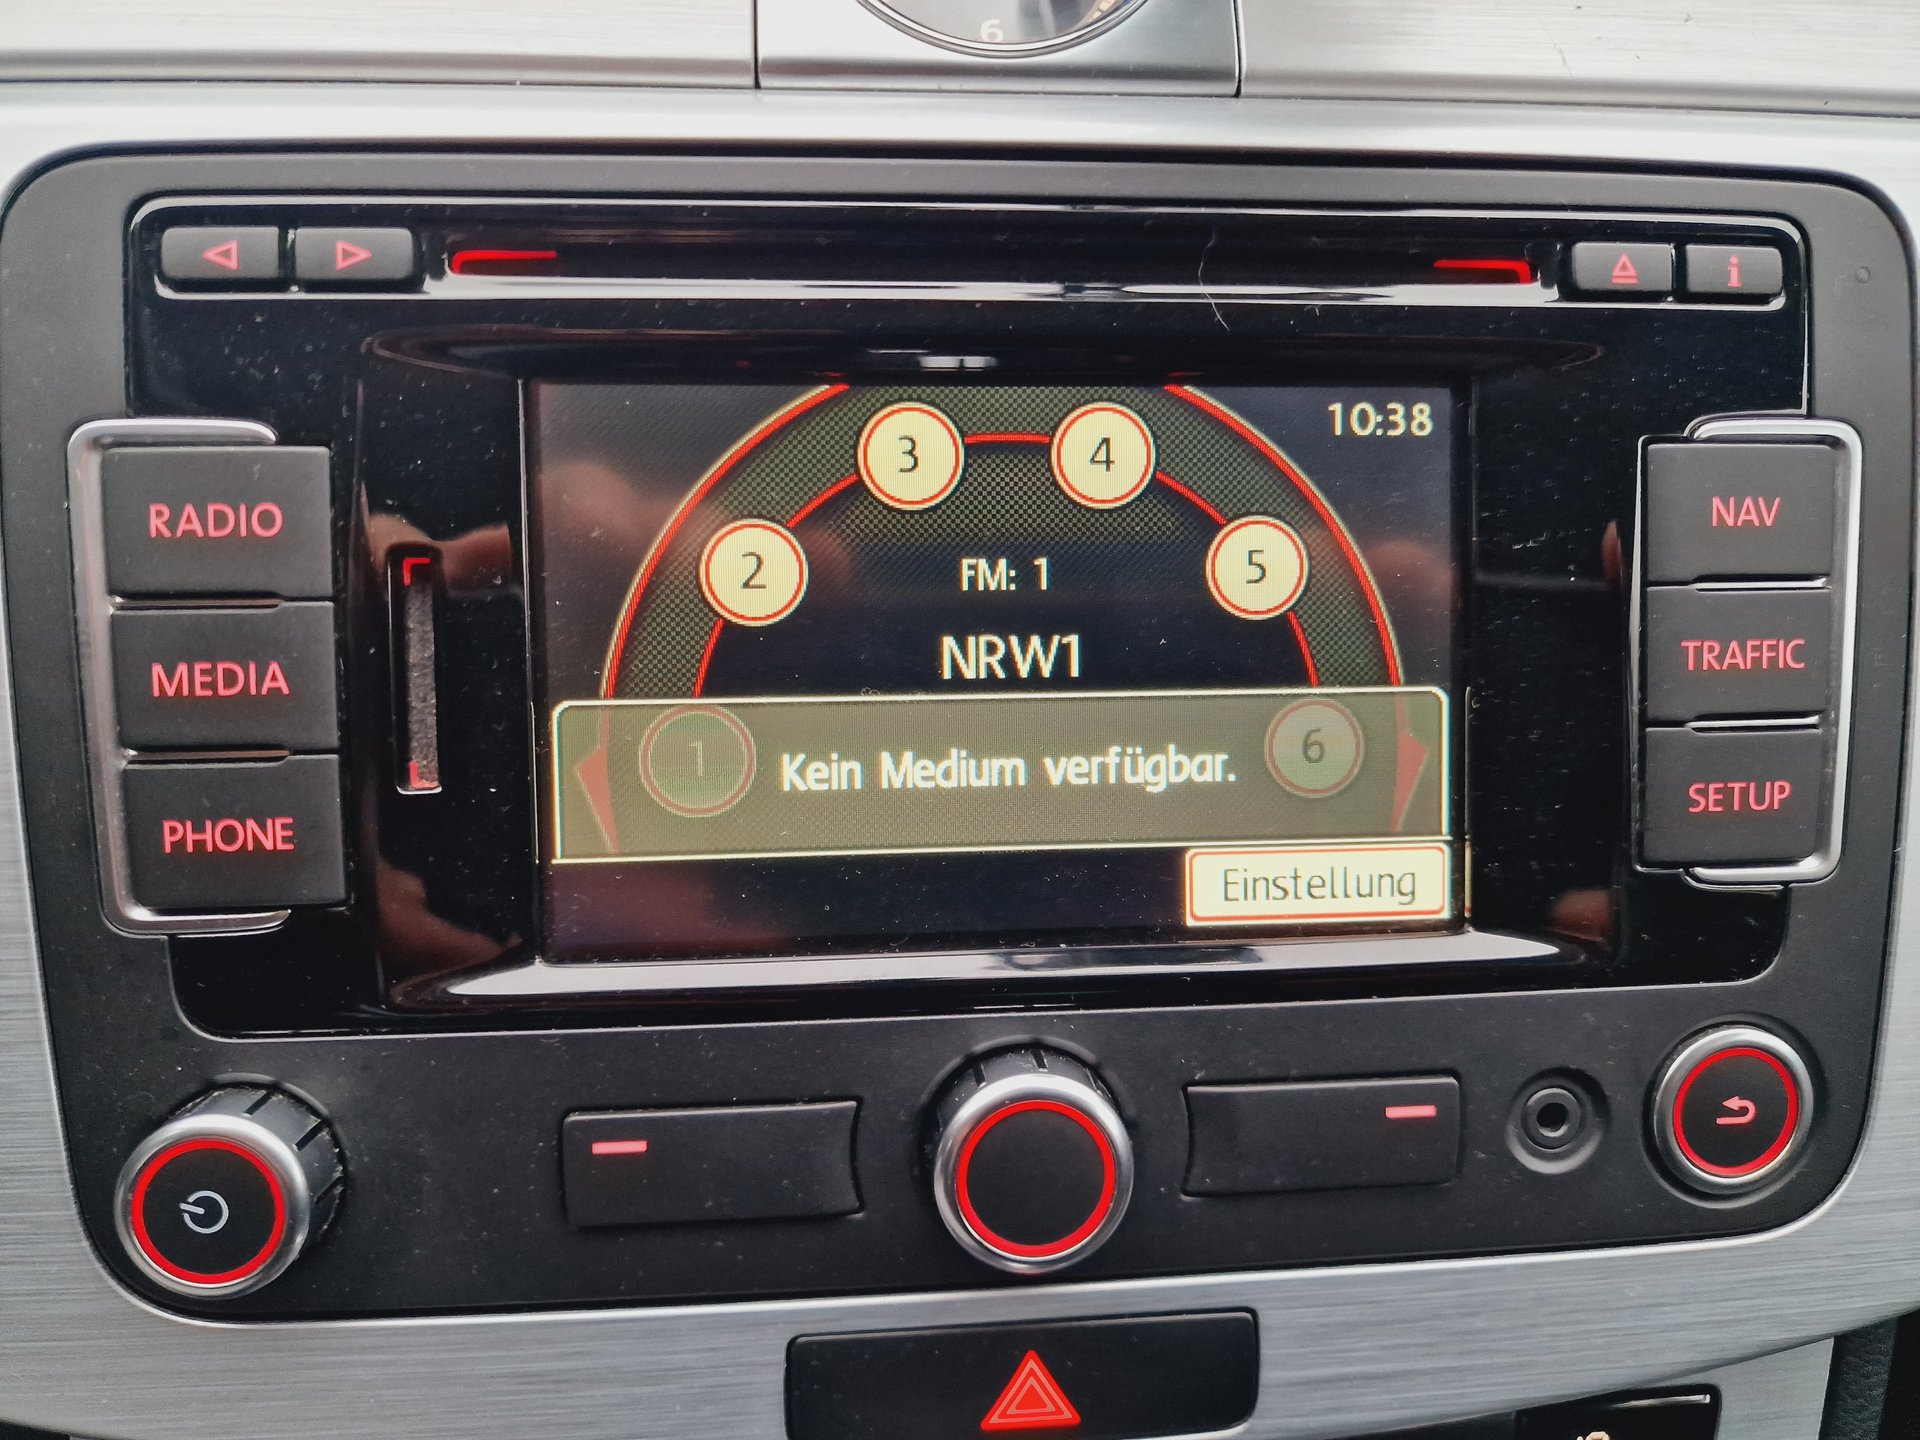 6
i
RADIO
MEDIA
PHONE
10:38
3
4
2
5
FM: 1
NRW1
1
6
Kein Medium verfügbar.
Einstellung
NAV
TRAFFIC
SETUP